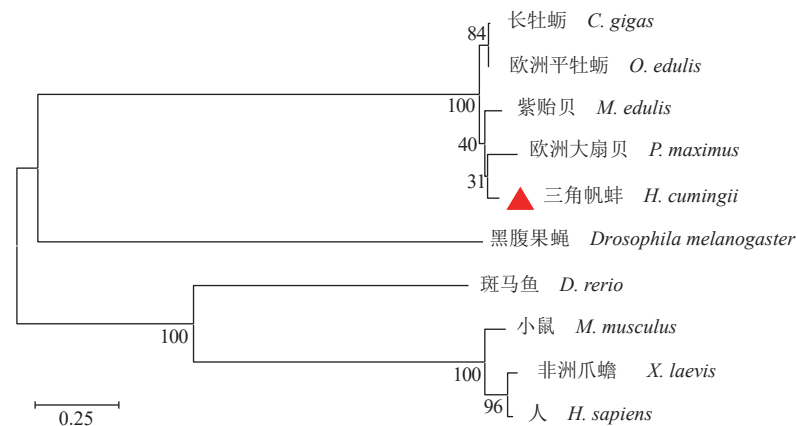 84
长牡蛎 C. gigas
欧洲平牡蛎 O. edulis
100
紫贻贝 M. edulis
40
欧洲大扇贝 P. maximus
31
三角帆蚌 H. cumingii
黑腹果蝇 Drosophila melanogaster
斑马鱼 D. rerio
100
小鼠 M. musculus
100
非洲爪蟾 X. laevis
96
人 H. sapiens
0.25